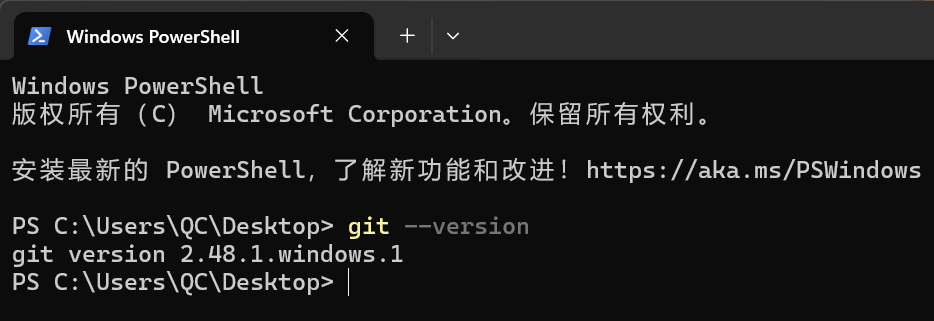 Windows PowerShell
Windows PowerShell
版权所有（C） Microsoft Corporation。保留所有权利。
安装最新的 PowerShell，了解新功能和改进！https://aka.ms/PSWindows
PS C:\Users\QC\Desktop> git --version
git version 2.48.1.windows.1
PS C:\Users\QC\Desktop>